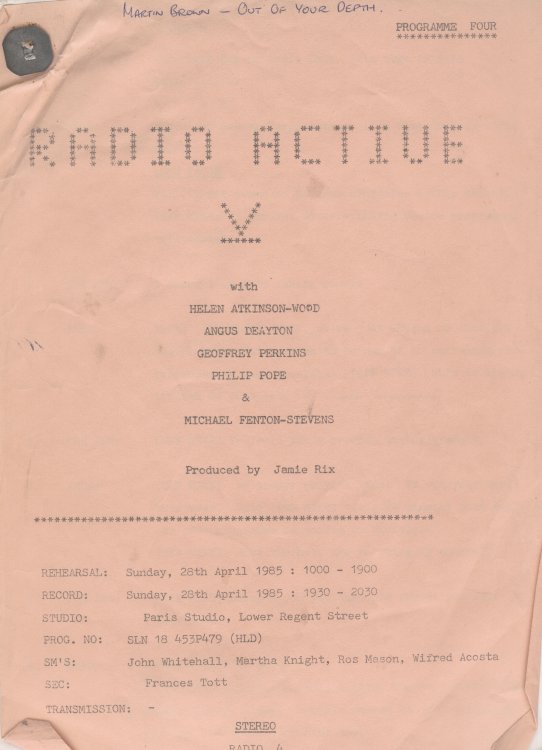 MARTIN BROWN – OUT OF YOUR DEPTH.
PROGRAMME FOUR
**************
RADIO ACTIVE
V
with
HELEN ATKINSON-WOOD
ANGUS DEAYTON
GEOFFREY PERKINS
PHILIP POPE
&
MICHAEL FENTON-STEVENS
Produced by Jamie Rix
REHEARSAL: Sunday, 28th April 1985 : 1000 - 1900
RECORD: Sunday, 28th April 1985 : 1930 - 2030
STUDIO: Paris Studio, Lower Regent Street
PROG. NO: SLN 18 453P479 (HLD)
SM'S: John Whitehall, Martha Knight, Ros Mason, Wifred Acosta
SEC: Frances Tott
TRANSMISSION: -
STEREO
RADIO 4